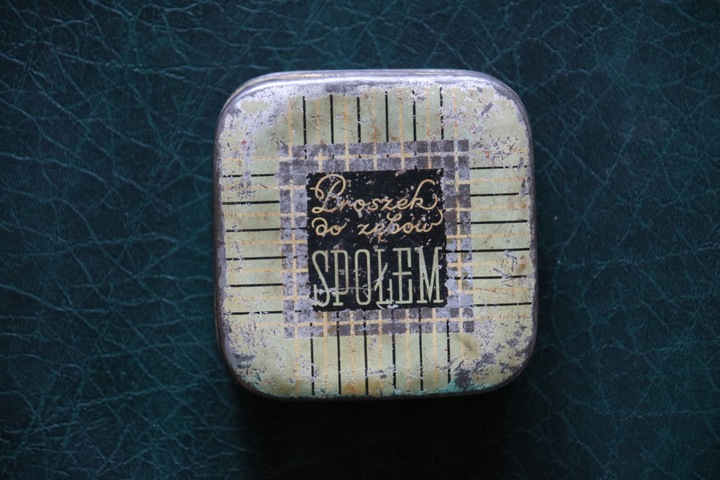 Proszek
do zębów
SPOŁEM